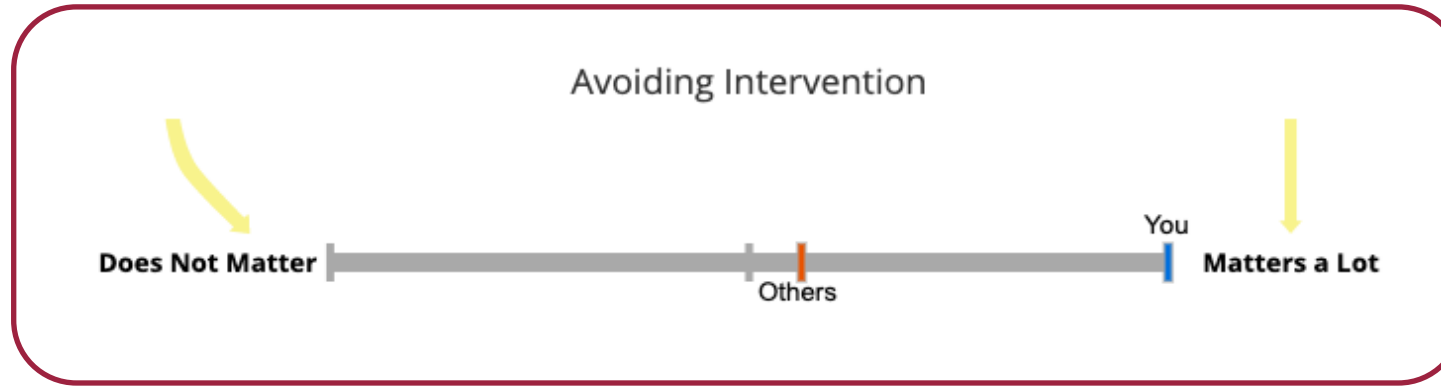 Avoiding Intervention
You
Does Not Matter
Matters a Lot
Others